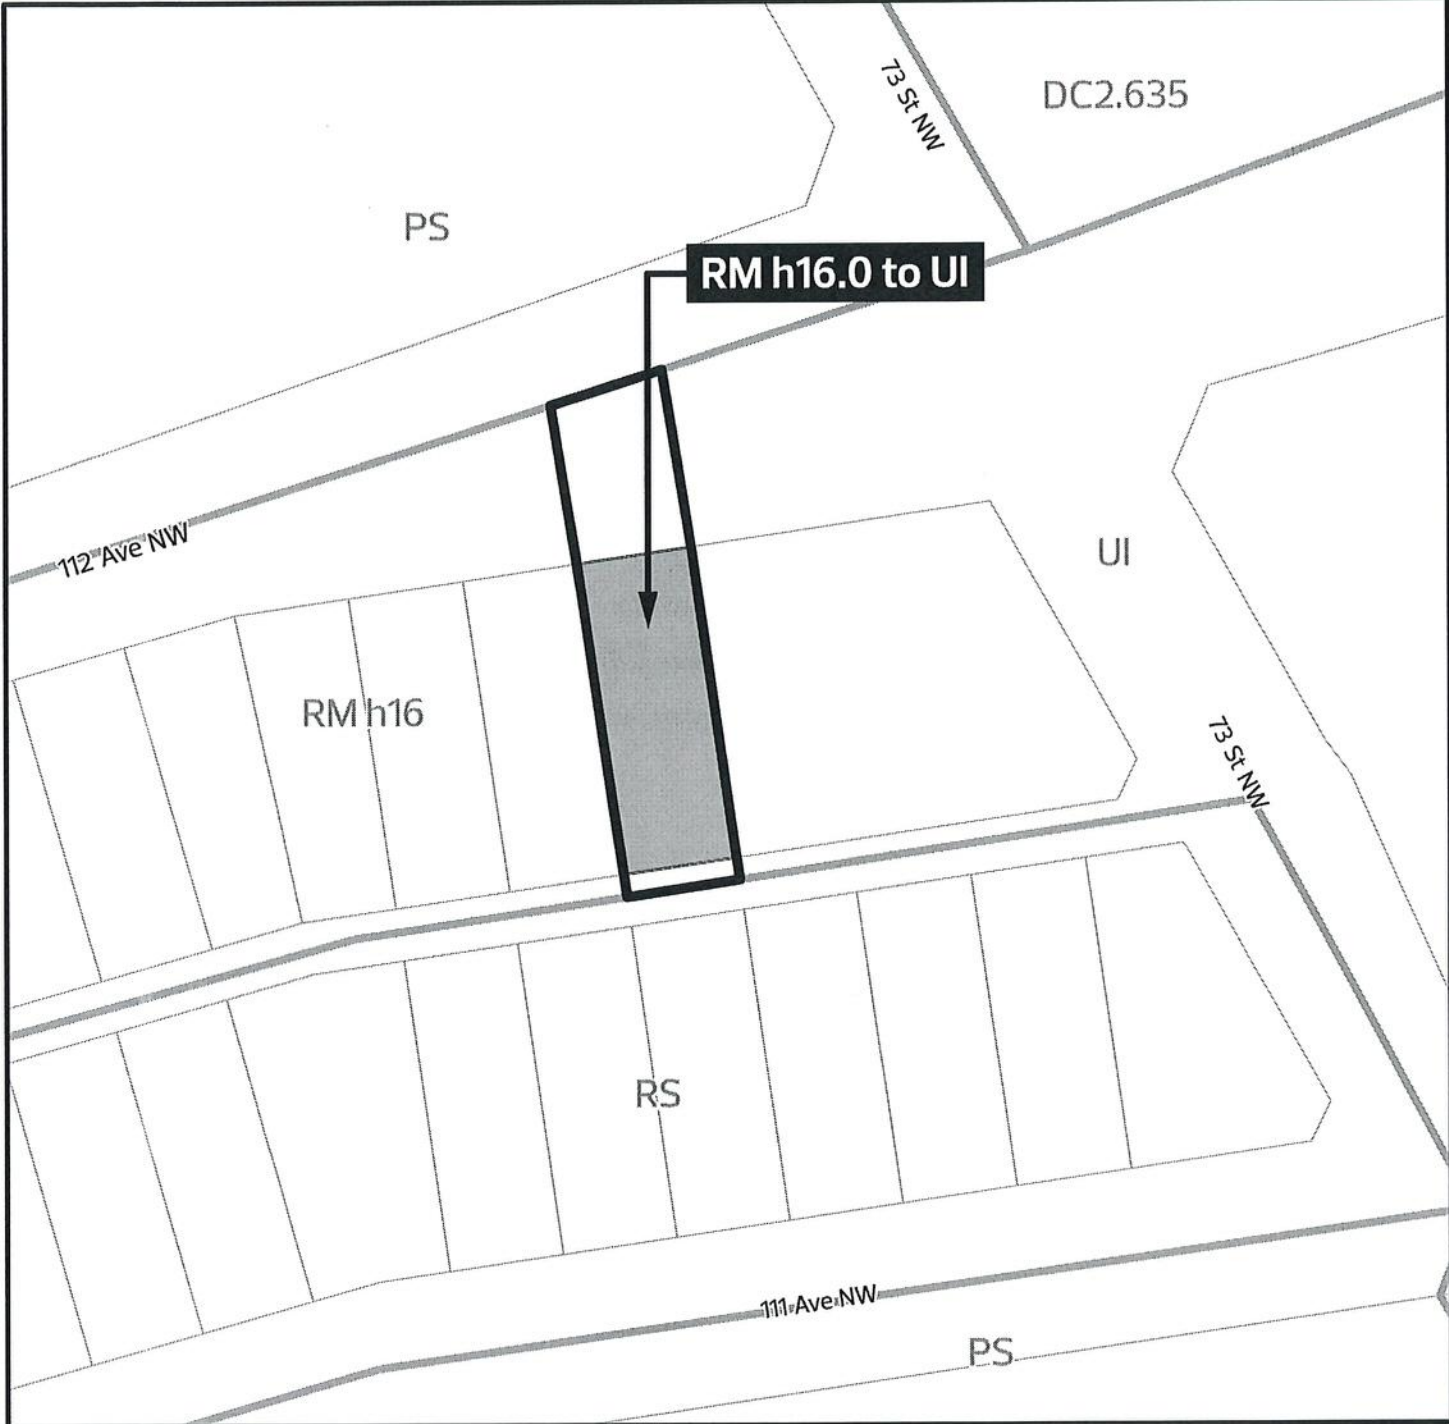 73 St NW
DC2.635
PS
RM h16.0 to UI
112 Ave NW
UI
RM h16
73 St NW
RS
111 Ave NW
PS